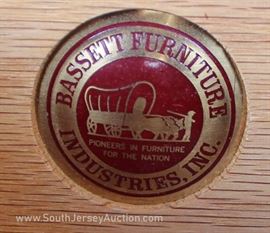 BASSETT FURNITURE
INDUSTRIES, INC.
PIONEERS IN FURNITURE
FOR THE NATION
www.SouthJerseyAuction.com